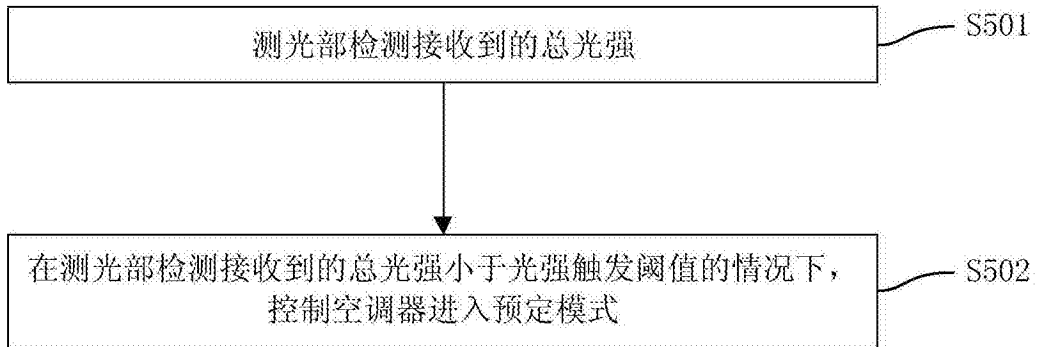 测光部检测接收到的总光强
S501
在测光部检测接收到的总光强小于光强触发阈值的情况下，
控制空调器进入预定模式
S502